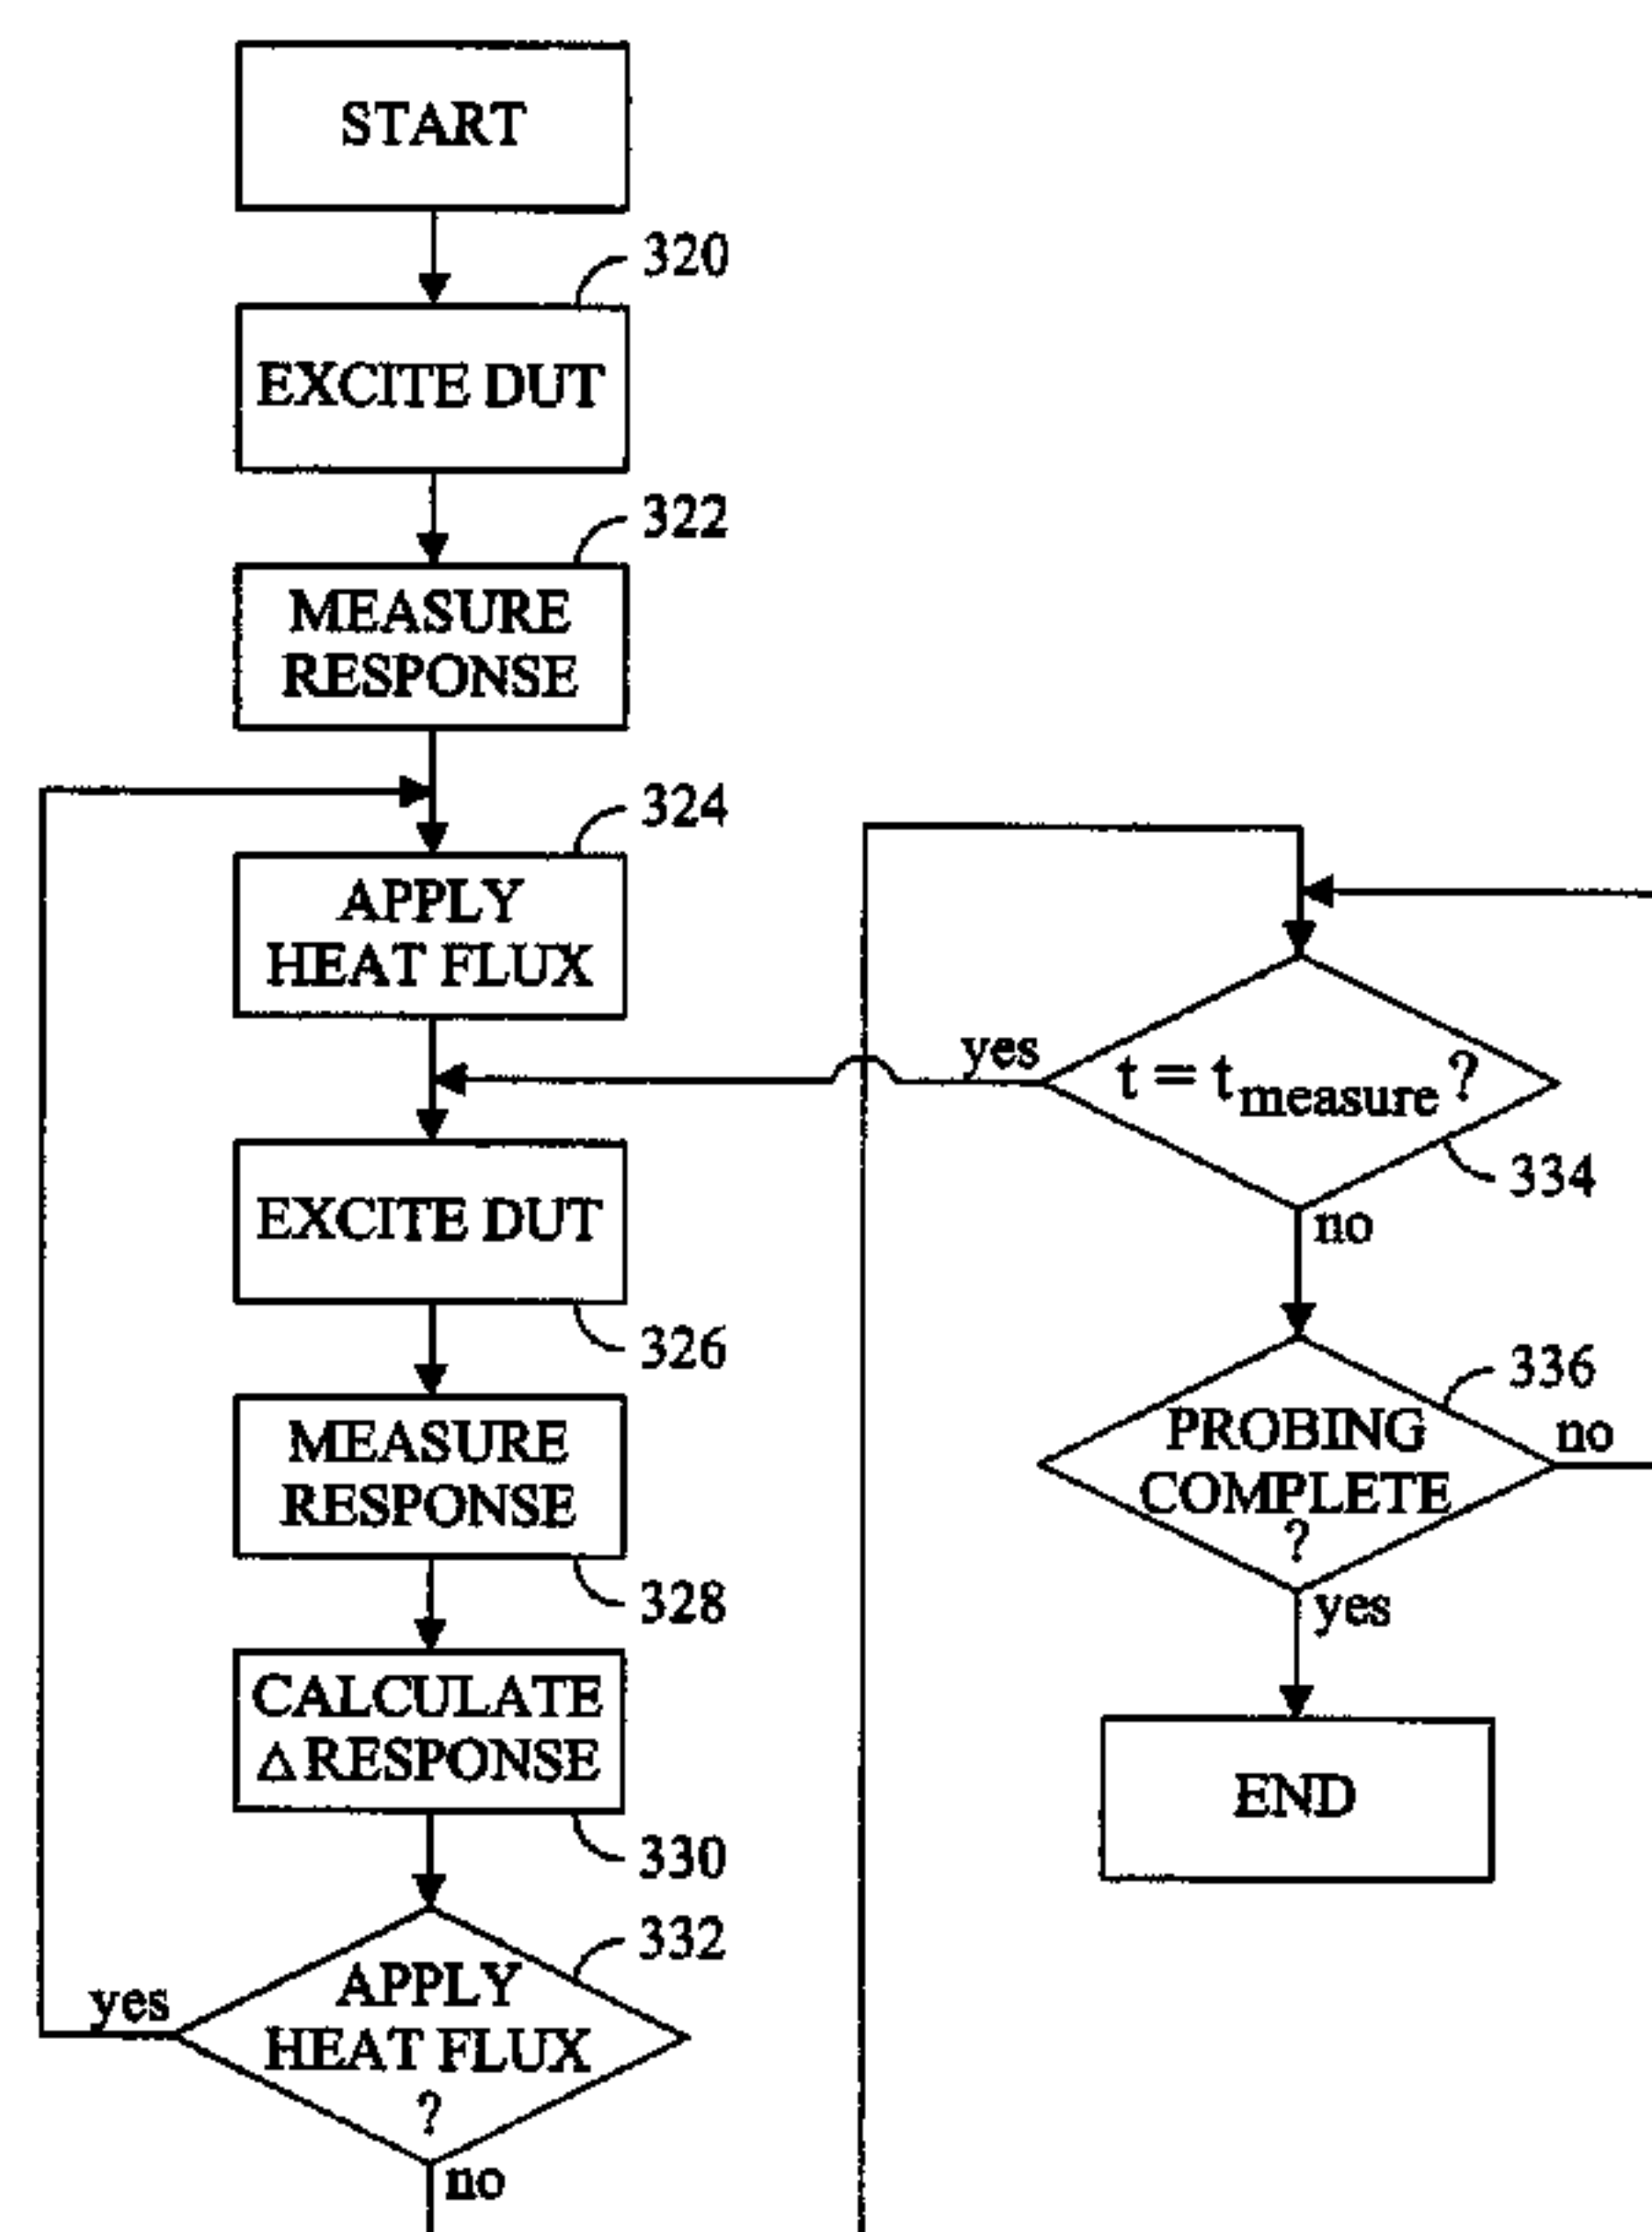 START
320
EXCITE DUT
322
MEASURE
RESPONSE
324
APPLY
HEAT FLUX
EXCITE DUT
326
MEASURE
RESPONSE
328
CALCULATE
Δ RESPONSE
330
332
APPLY
HEAT FLUX
?
yes
no
yes
t = tmeasure ?
334
no
336
PROBING
COMPLETE
?
no
yes
END